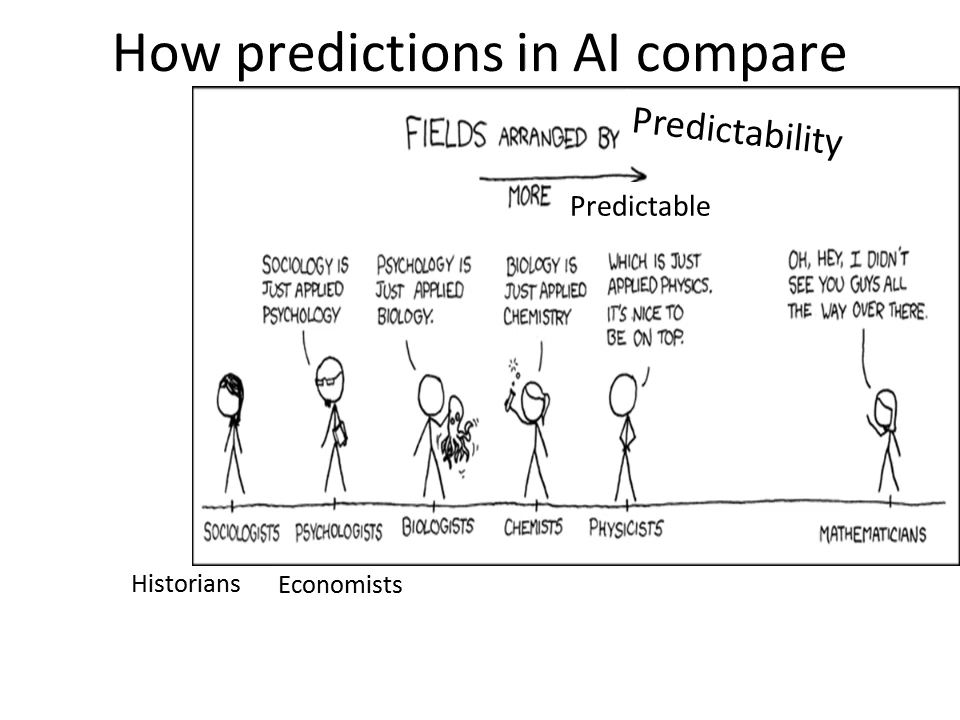 How predictions in AI compare
FIELDS ARRANGED BY Predictability
MORE Predictable
SOCIOLOGY IS
JUST APPLIED
PSYCHOLOGY
PSYCHOLOGY IS
JUST APPLIED
BIOLOGY.
BIOLOGY IS
JUST APPLIED
CHEMISTRY
WHICH IS JUST
APPLIED PHYSICS.
IT'S NICE TO
BE ON TOP.
OH, HEY, I DIDN'T
SEE YOU GUYS ALL
THE WAY OVER THERE.
SOCIOLOGISTS PSYCHOLOGISTS BIOLOGISTS CHEMISTS PHYSICISTS MATHEMATICIANS
Historians Economists